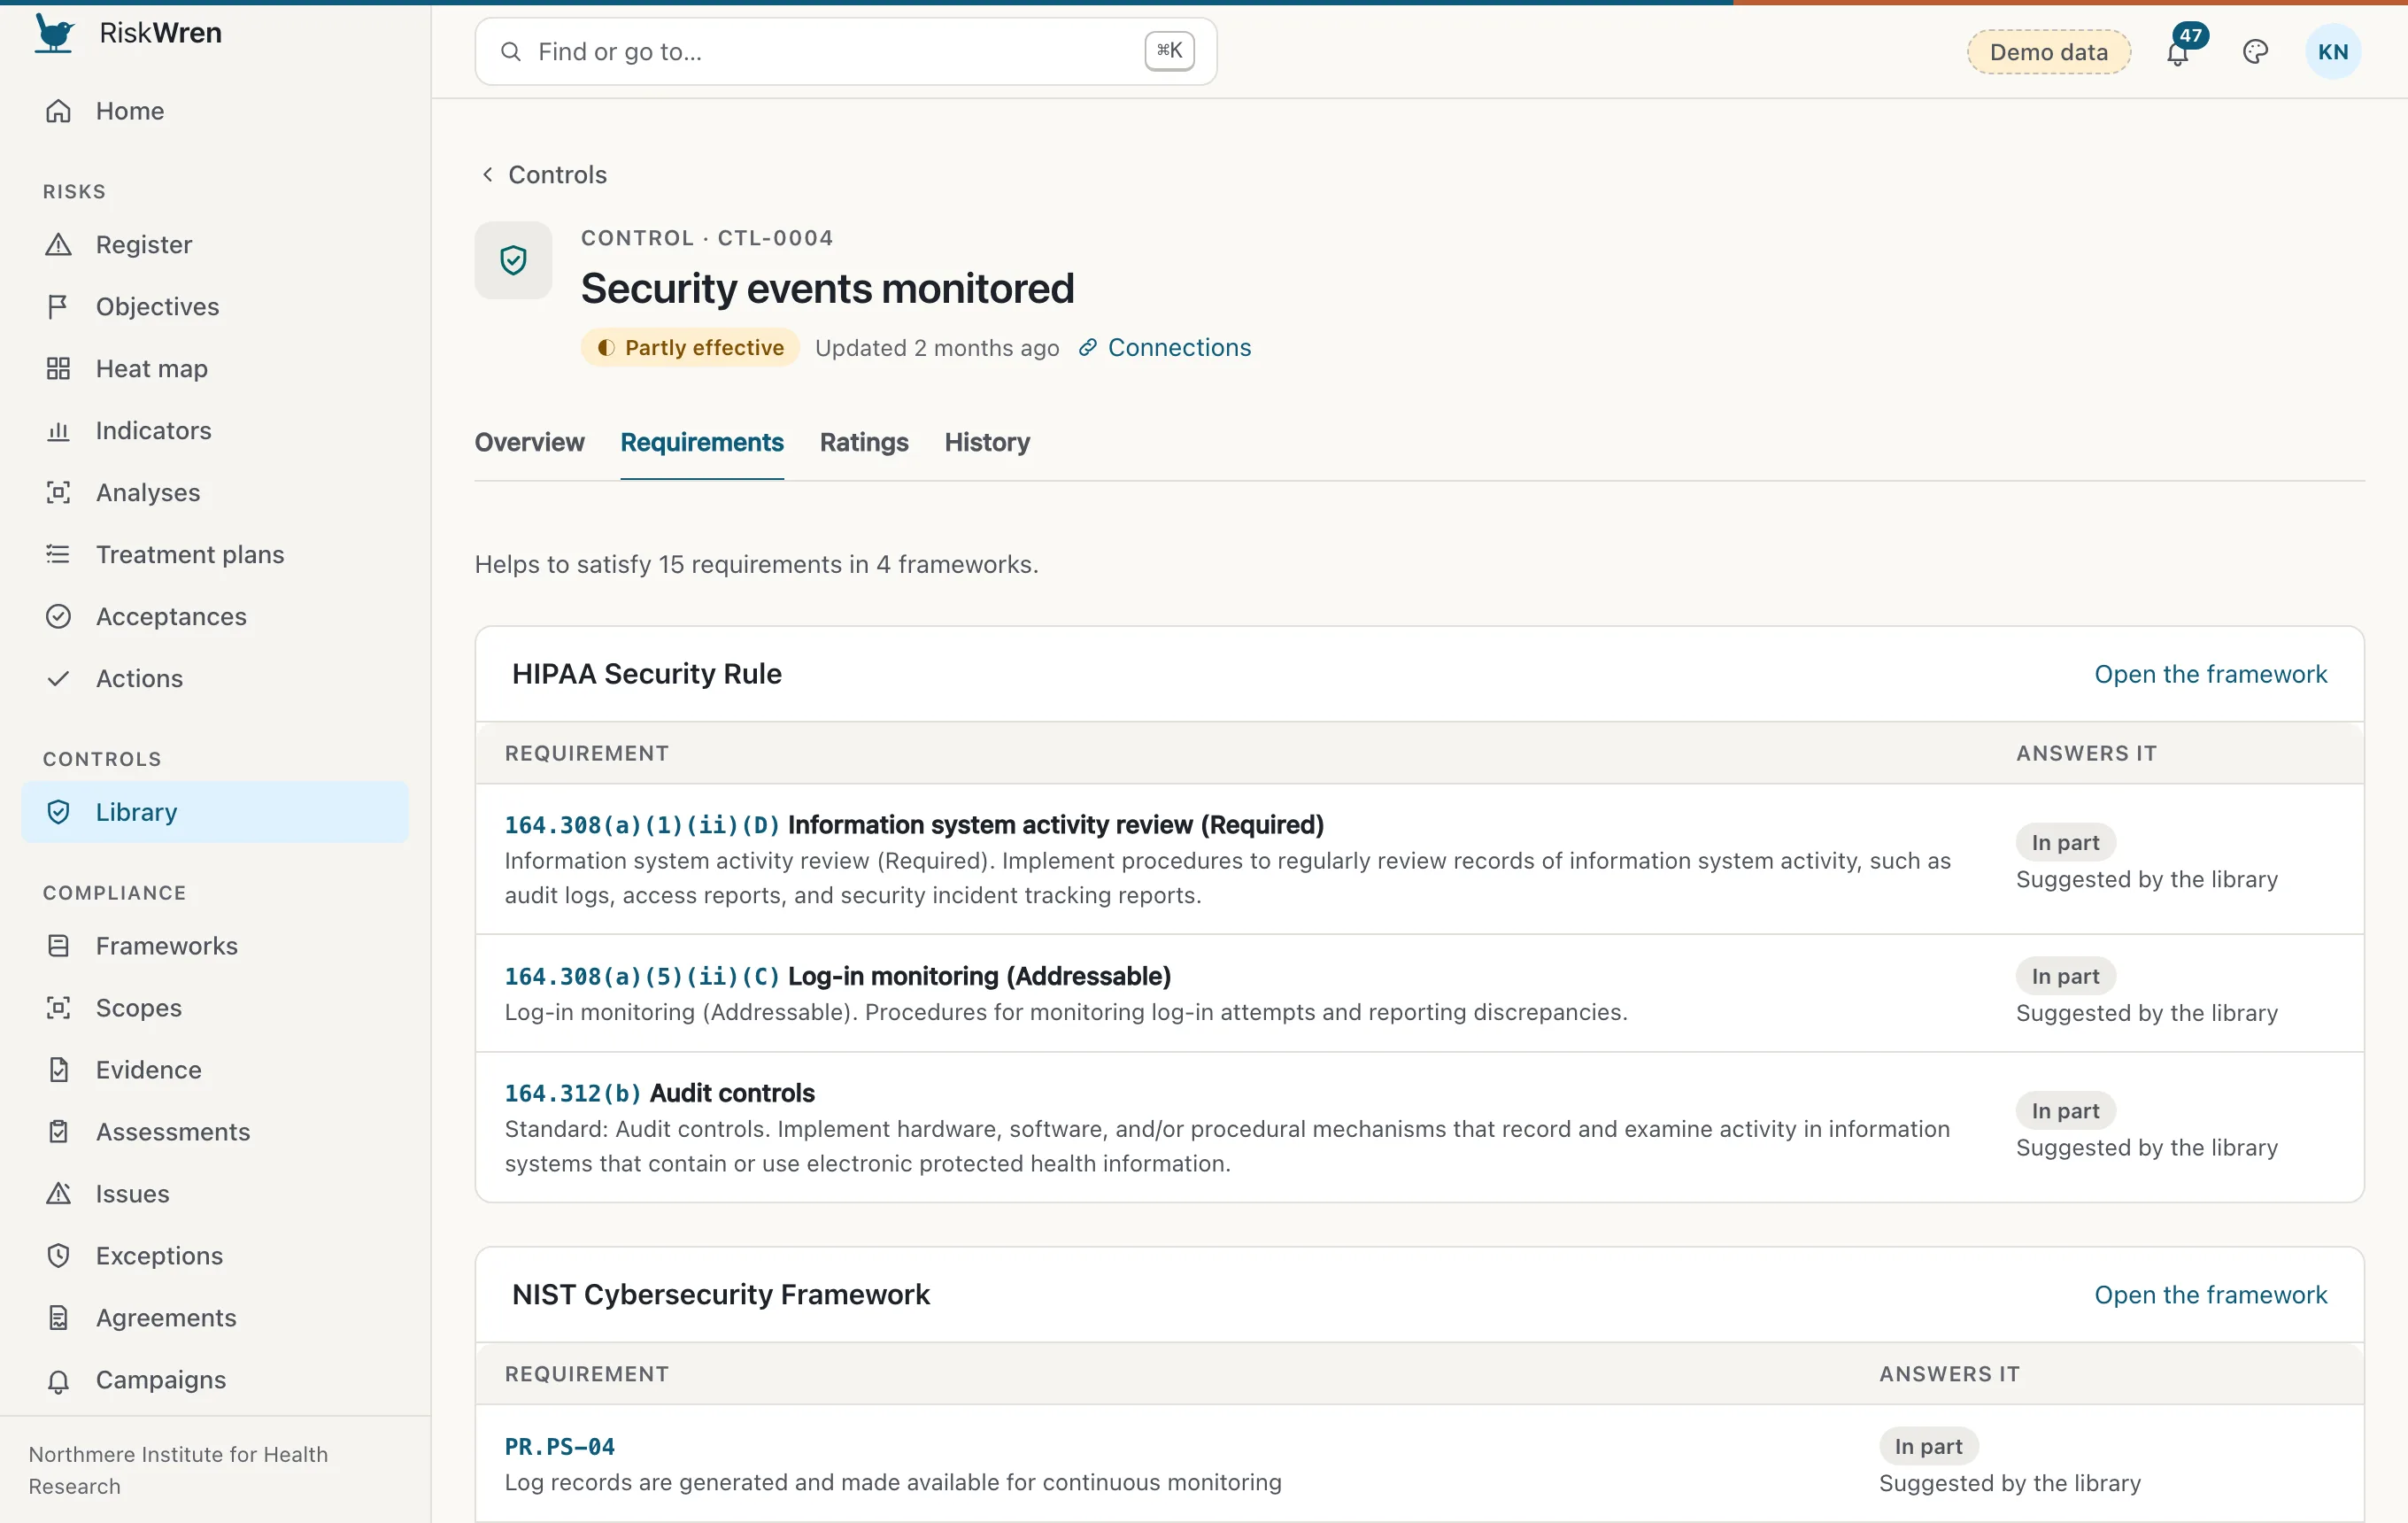 RiskWren
Find or go to...
⌘K
Demo data
47
KN
Home
RISKS
Register
Objectives
Heat map
Indicators
Analyses
Treatment plans
Acceptances
Actions
CONTROLS
Library
COMPLIANCE
Frameworks
Scopes
Evidence
Assessments
Issues
Exceptions
Agreements
Campaigns
Northmere Institute for Health
Research
Controls
CONTROL · CTL-0004
Security events monitored
Partly effective
Updated 2 months ago
Connections
Overview
Requirements
Ratings
History
Helps to satisfy 15 requirements in 4 frameworks.
HIPAA Security Rule
Open the framework
REQUIREMENT
ANSWERS IT
164.308(a)(1)(ii)(D) Information system activity review (Required)
Information system activity review (Required). Implement procedures to regularly review records of information system activity, such as
audit logs, access reports, and security incident tracking reports.
In part
Suggested by the library
164.308(a)(5)(ii)(C) Log-in monitoring (Addressable)
Log-in monitoring (Addressable). Procedures for monitoring log-in attempts and reporting discrepancies.
In part
Suggested by the library
164.312(b) Audit controls
Standard: Audit controls. Implement hardware, software, and/or procedural mechanisms that record and examine activity in information
systems that contain or use electronic protected health information.
In part
Suggested by the library
NIST Cybersecurity Framework
Open the framework
REQUIREMENT
ANSWERS IT
PR.PS-04
Log records are generated and made available for continuous monitoring
In part
Suggested by the library